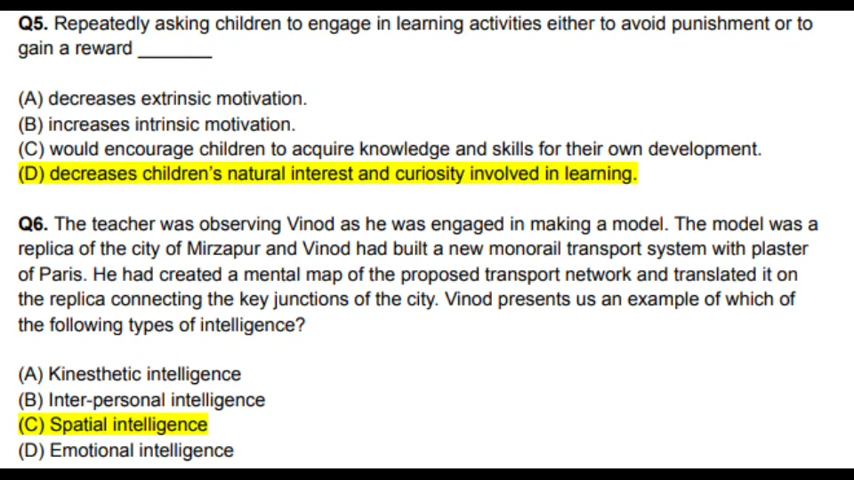 Q5. Repeatedly asking children to engage in learning activities either to avoid punishment or to
gain a reward _______
(A) decreases extrinsic motivation.
(B) increases intrinsic motivation.
(C) would encourage children to acquire knowledge and skills for their own development.
(D) decreases children's natural interest and curiosity involved in learning.
Q6. The teacher was observing Vinod as he was engaged in making a model. The model was a
replica of the city of Mirzapur and Vinod had built a new monorail transport system with plaster
of Paris. He had created a mental map of the proposed transport network and translated it on
the replica connecting the key junctions of the city. Vinod presents us an example of which of
the following types of intelligence?
(A) Kinesthetic intelligence
(B) Inter-personal intelligence
(C) Spatial intelligence
(D) Emotional intelligence